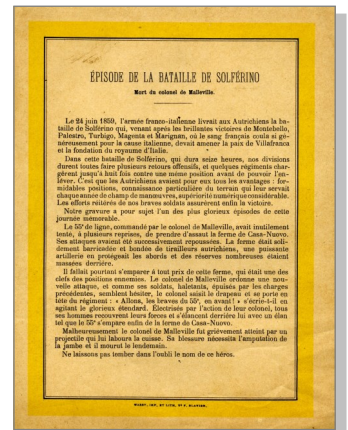 ÉPISODE DE LA BATAILLE DE SOLFÉRINO
Mort du colonel de Malleville.
Le 24 juin 1859, l'armée franco-italienne livrait aux Autrichiens la ba-
taille de Solférino qui, venant après les brillantes victoires de Montebello,
Palestro, Turbigo, Magenta et Marignan, où le sang français coula si gé-
néreusement pour la cause italienne, devait amener la paix de Villafranca
et la fondation du royaume d'Italie.
Dans cette bataille de Solférino, qui dura seize heures, nos divisions
durent toutes faire plusieurs retours offensifs, et quelques régiments char-
gèrent jusqu'à huit fois contre une même position avant de pouvoir l'en-
lever. C'est que les Autrichiens avaient pour eux tous les avantages : for-
midables positions, connaissance particulière du terrain qui leur servait
chaque année de champ de manœuvres, supériorité numérique considérable.
Les efforts réitérés de nos braves soldats assurèrent enfin la victoire.
Notre gravure a pour sujet l'un des plus glorieux épisodes de cette
journée mémorable.
Le 55e de ligne, commandé par le colonel de Malleville, avait inutilement
tenté, à plusieurs reprises, de prendre d'assaut la ferme de Casa-Nuovo.
Ses attaques avaient été successivement repoussées. La ferme était soli-
dement barricadée et bondée de tirailleurs autrichiens, une puissante
artillerie en protégeait les abords et des réserves nombreuses étaient
massées derrière.
Il fallait pourtant s'emparer à tout prix de cette ferme, qui était une des
clefs des positions ennemies. Le colonel de Malleville ordonne une nou-
velle attaque, et comme ses soldats, haletants, épuisés par les charges
précédentes, semblent hésiter, le colonel saisit le drapeau et se porte en
tête du régiment : « Allons, les braves du 55e, en avant ! » s'écrie-t-il en
agitant le glorieux étendard. Électrisés par l'action de leur colonel, tous
ses hommes recouvrent leurs forces et s'élancent derrière lui avec un élan
tel que le 55e s'empare enfin de la ferme de Casa-Nuovo.
Malheureusement le colonel de Malleville fut grièvement atteint par un
projectile qui lui laboura la cuisse. Sa blessure nécessita l'amputation de
la jambe et il mourut le lendemain.
Ne laissons pas tomber dans l'oubli le nom de ce héros.